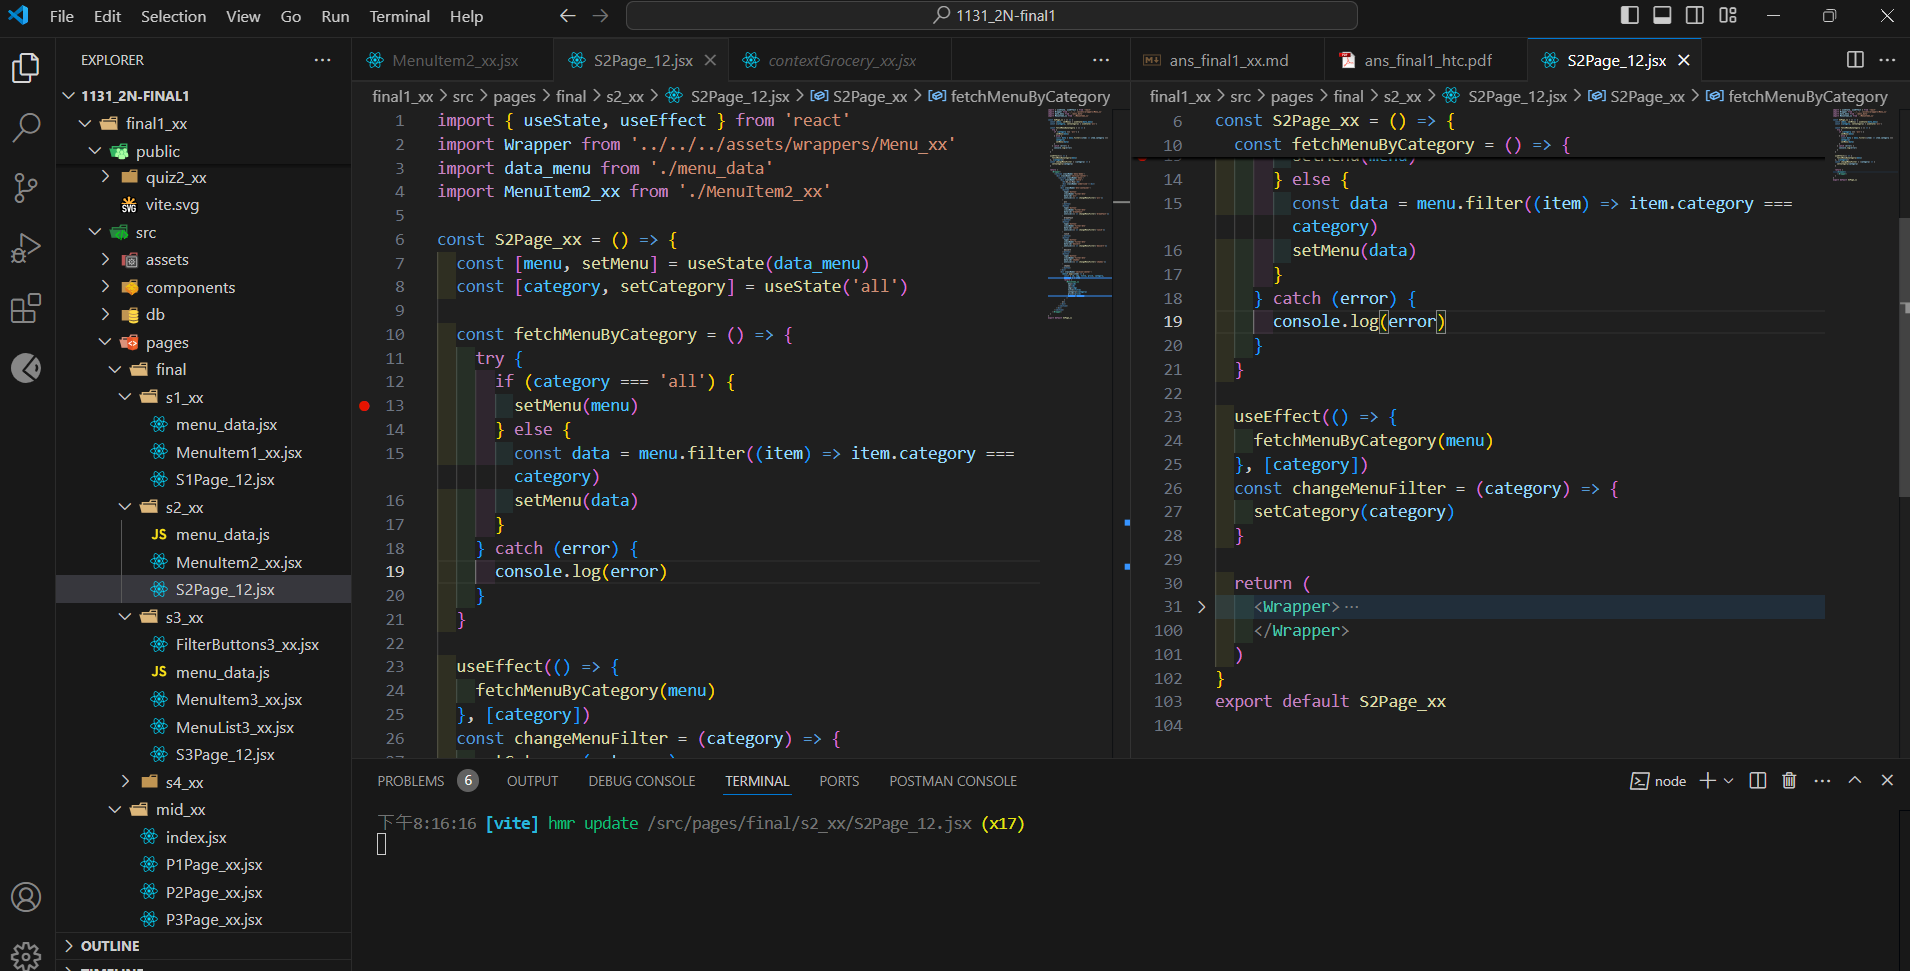 File Edit Selection View Go Run Terminal Help
1131_2N-final1
EXPLORER
1131_2N-FINAL1
final1_xx
public
quiz2_xx
vite.svg
src
assets
components
db
pages
final
s1_xx
menu_data.jsx
MenuItem1_xx.jsx
S1Page_12.jsx
s2_xx
JS menu_data.js
MenuItem2_xx.jsx
S2Page_12.jsx
s3_xx
FilterButtons3_xx.jsx
JS menu_data.js
MenuItem3_xx.jsx
MenuList3_xx.jsx
S3Page_12.jsx
s4_xx
mid_xx
index.jsx
P1Page_xx.jsx
P2Page_xx.jsx
P3Page_xx.jsx
OUTLINE
MenuItem2_xx.jsx S2Page_12.jsx contextGrocery_xx.jsx
final1_xx > src > pages > final > s2_xx > S2Page_12.jsx > S2Page_xx > fetchMenuByCategory
1 import { useState, useEffect } from 'react'
2 import Wrapper from '../../../assets/wrappers/Menu_xx'
3 import data_menu from './menu_data'
4 import MenuItem2_xx from './MenuItem2_xx'
5
6 const S2Page_xx = () => {
7 const [menu, setMenu] = useState(data_menu)
8 const [category, setCategory] = useState('all')
9
10 const fetchMenuByCategory = () => {
11 try {
12 if (category === 'all') {
13 setMenu(menu)
14 } else {
15 const data = menu.filter((item) => item.category ===
category)
16 setMenu(data)
17 }
18 } catch (error) {
19 console.log(error)
20 }
21 }
22
23 useEffect(() => {
24 fetchMenuByCategory(menu)
25 }, [category])
26 const changeMenuFilter = (category) => {
ans_final1_xx.md ans_final1_htc.pdf S2Page_12.jsx
final1_xx > src > pages > final > s2_xx > S2Page_12.jsx > S2Page_xx > fetchMenuByCategory
6 const S2Page_xx = () => {
10 const fetchMenuByCategory = () => {
14 } else {
15 const data = menu.filter((item) => item.category ===
category)
16 setMenu(data)
17 }
18 } catch (error) {
19 console.log(error)
20 }
21 }
22
23 useEffect(() => {
24 fetchMenuByCategory(menu)
25 }, [category])
26 const changeMenuFilter = (category) => {
27 setCategory(category)
28 }
29
30 return (
31 <Wrapper>···
100 </Wrapper>
101 )
102 }
103 export default S2Page_xx
104
PROBLEMS 6 OUTPUT DEBUG CONSOLE TERMINAL PORTS POSTMAN CONSOLE
node
下午8:16:16 [vite] hmr update /src/pages/final/s2_xx/S2Page_12.jsx (x17)